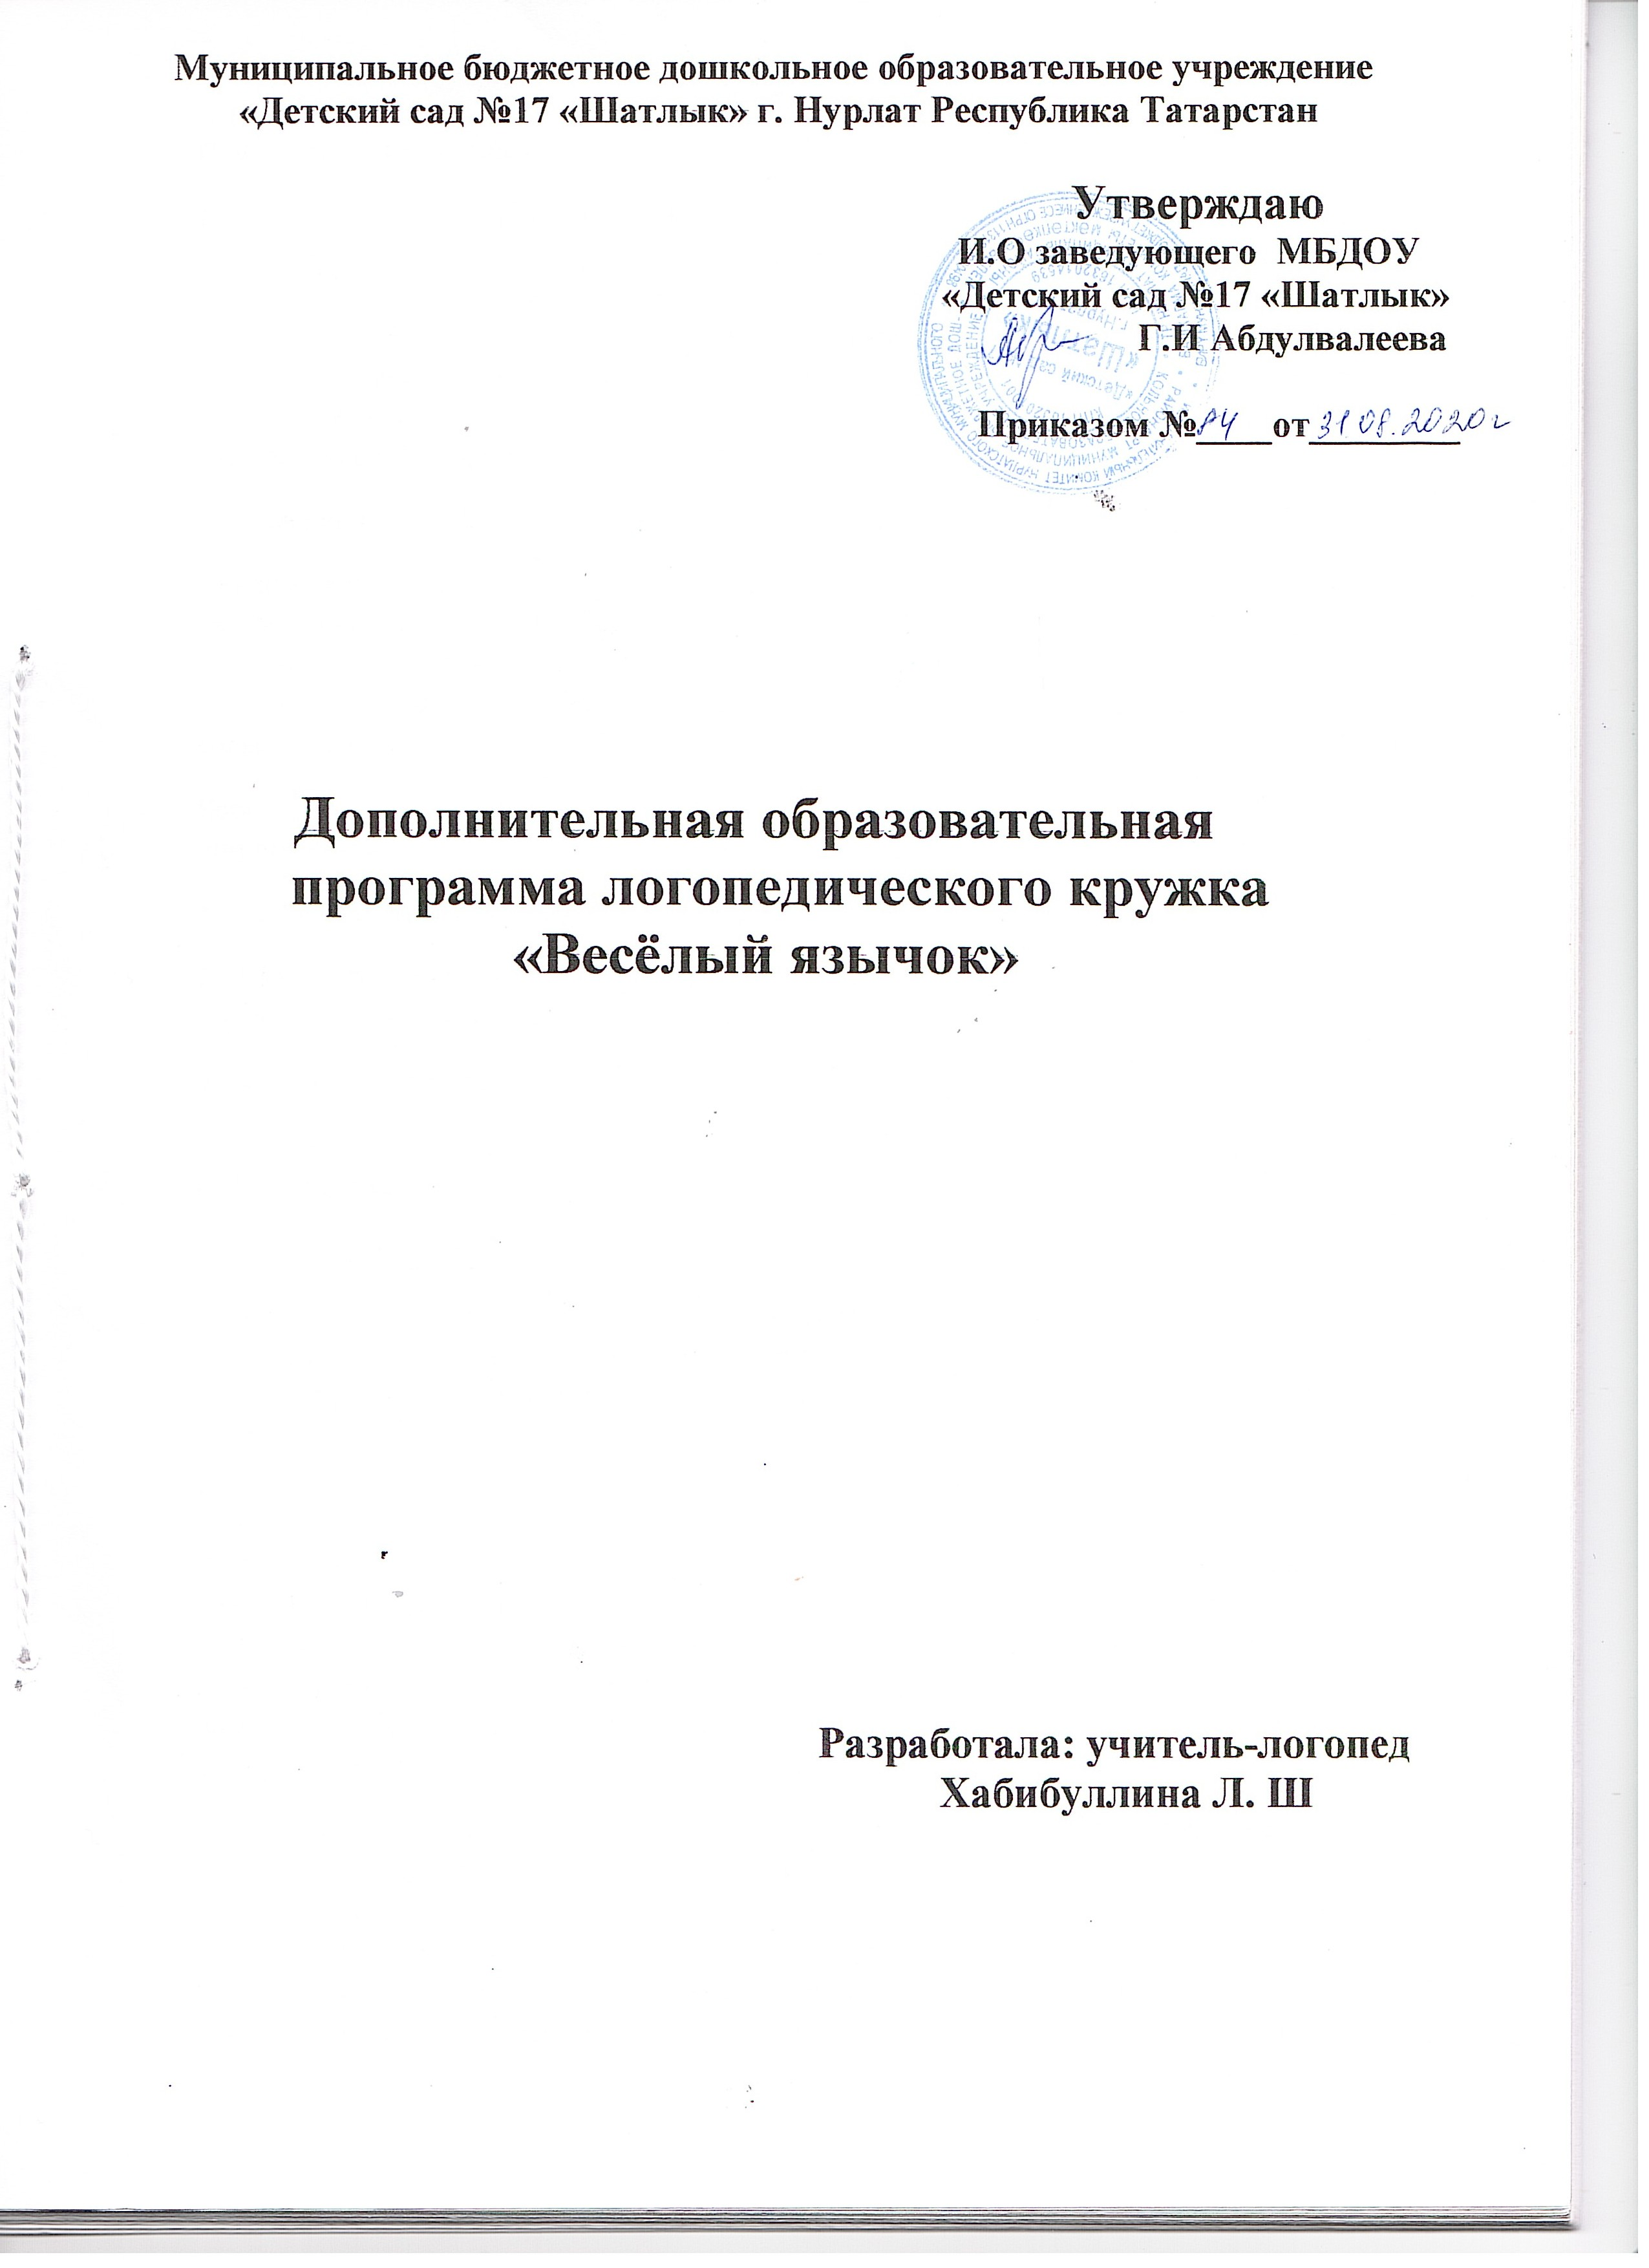 Муниципальное бюджетное дошкольное образовательное учреждение
«Детский сад №17 «Шатлык» г. Нурлат Республика Татарстан
Утверждаю
И.О заведующего МБДОУ
«Детский сад №17 «Шатлык»
Г.И Абдулвалеева
Приказом № от 31.08.2020 г
Дополнительная образовательная
программа логопедического кружка
«Весёлый язычок»
Разработала: учитель-логопед
Хабибуллина Л. Ш